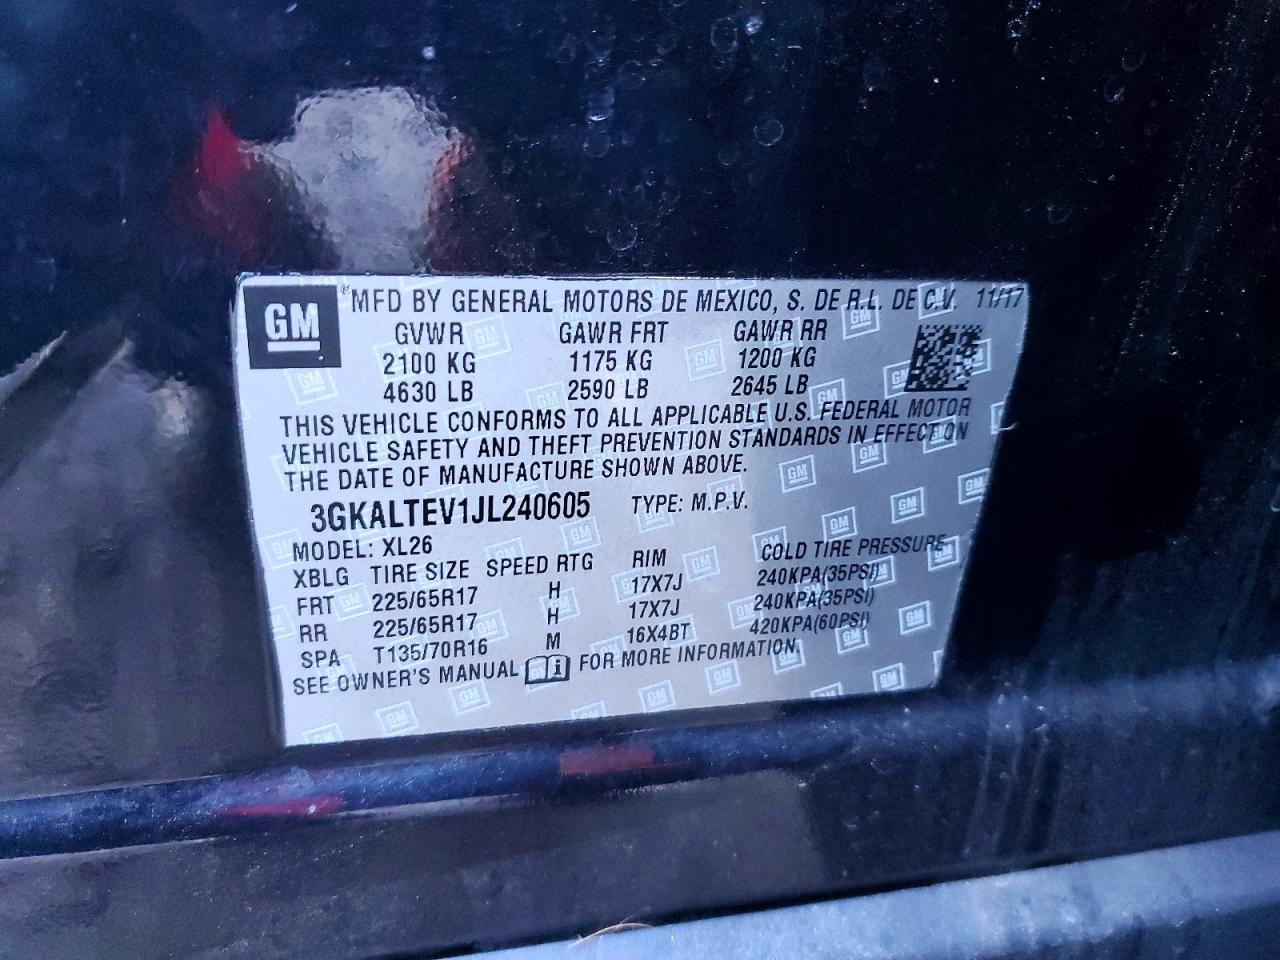 GM ® MFD BY GENERAL MOTORS DE MEXICO, S. DE R.L. DE C.V. 11/17
GVWR GAWR FRT GAWR RR
2100 KG 1175 KG 1200 KG
4630 LB 2590 LB 2645 LB
THIS VEHICLE CONFORMS TO ALL APPLICABLE U.S. FEDERAL MOTOR
VEHICLE SAFETY AND THEFT PREVENTION STANDARDS IN EFFECT ON
THE DATE OF MANUFACTURE SHOWN ABOVE.
3GKALTEV1JL240605 TYPE: M.P.V.
MODEL: XL26
XBLG TIRE SIZE SPEED RTG RIM COLD TIRE PRESSURE
FRT 225/65R17 H 17X7J 240KPA(35PSI)
RR 225/65R17 H 17X7J 240KPA(35PSI)
SPA T135/70R16 M 16X4BT 420KPA(60PSI)
SEE OWNER'S MANUAL FOR MORE INFORMATION.